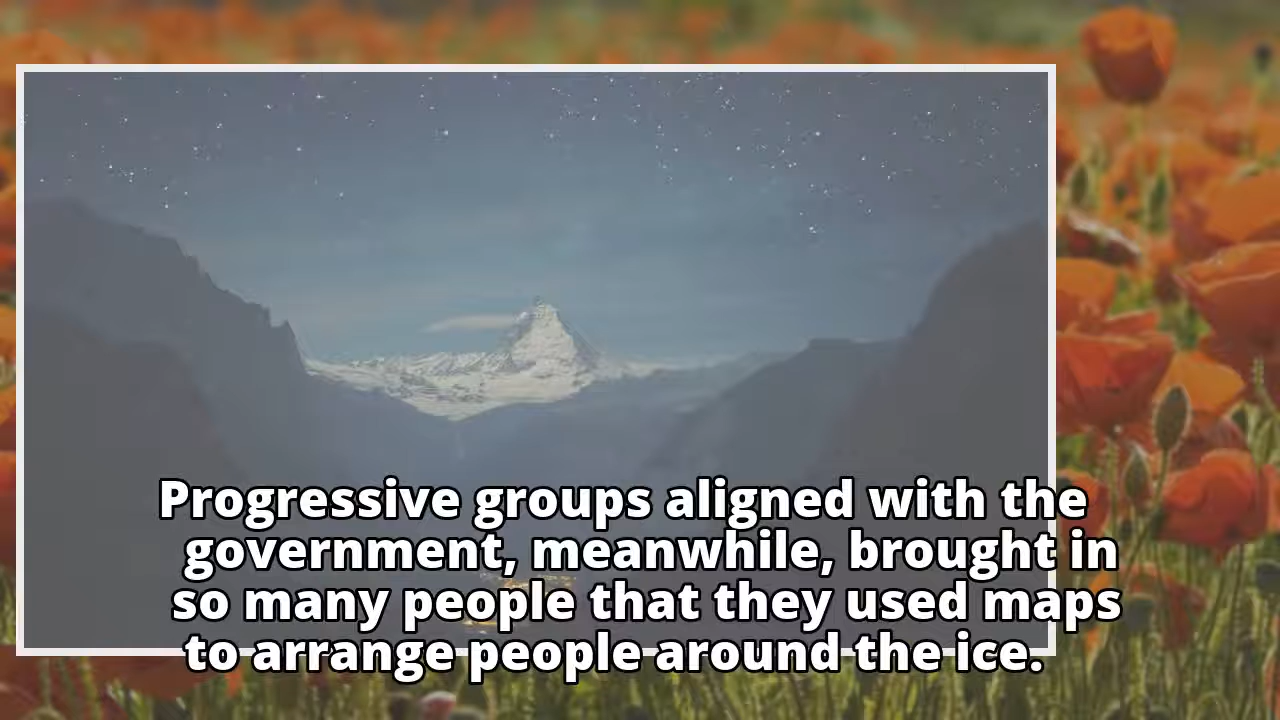 Progressive groups aligned with the
government, meanwhile, brought in
so many people that they used maps
to arrange people around the ice.